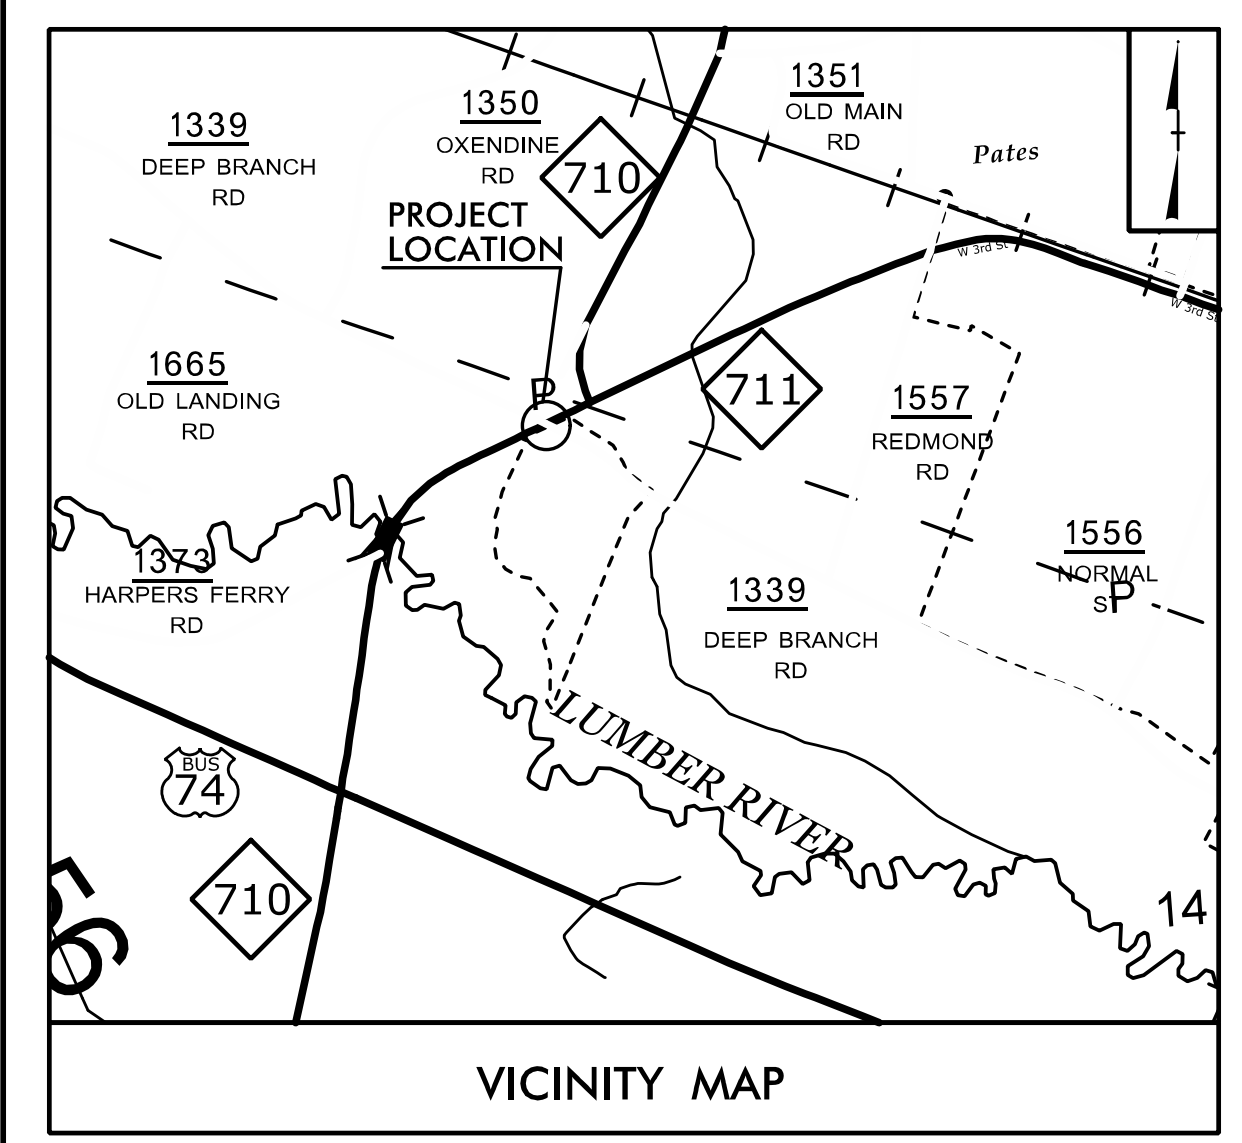 1351
OLD MAIN
RD
1350
OXENDINE
RD
1339
DEEP BRANCH
RD
710
Pates
PROJECT
LOCATION
W 3rd St
W 3rd St
1665
OLD LANDING
RD
P
711
1557
REDMOND
RD
1373
HARPERS FERRY
RD
1556
NORMAL
ST
P
1339
DEEP BRANCH
RD
LUMBER RIVER
BUS
74
710
56
14
VICINITY MAP